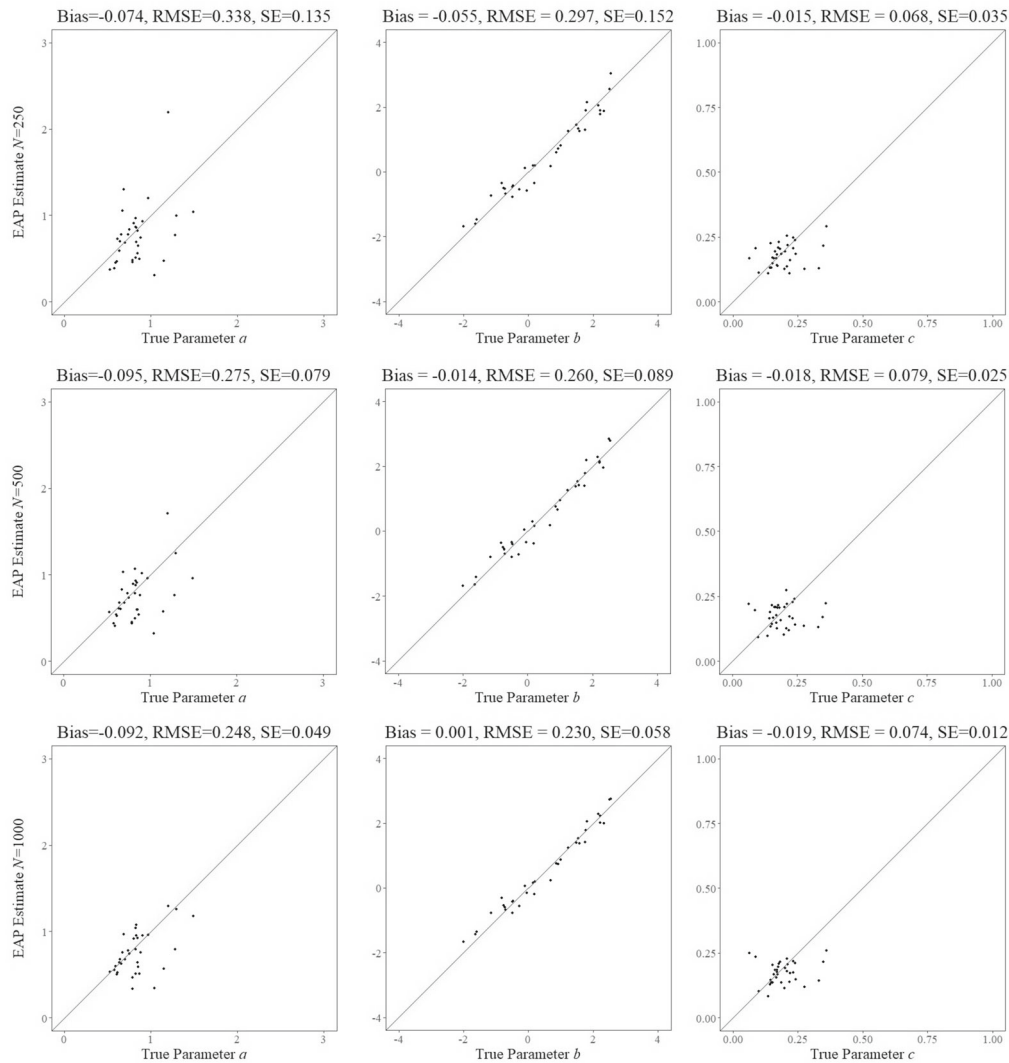 Bias=-0.074, RMSE=0.338, SE=0.135
Bias = -0.055, RMSE = 0.297, SE=0.152
Bias = -0.015, RMSE = 0.068, SE=0.035
EAP Estimate N=250
3
2
1
0
0 1 2 3
True Parameter a
4
2
0
-2
-4
-4 -2 0 2 4
True Parameter b
1.00
0.75
0.50
0.25
0.00
0.00 0.25 0.50 0.75 1.00
True Parameter c
Bias=-0.095, RMSE=0.275, SE=0.079
Bias = -0.014, RMSE = 0.260, SE=0.089
Bias = -0.018, RMSE = 0.079, SE=0.025
EAP Estimate N=500
3
2
1
0
0 1 2 3
True Parameter a
4
2
0
-2
-4
-4 -2 0 2 4
True Parameter b
1.00
0.75
0.50
0.25
0.00
0.00 0.25 0.50 0.75 1.00
True Parameter c
Bias=-0.092, RMSE=0.248, SE=0.049
Bias = 0.001, RMSE = 0.230, SE=0.058
Bias = -0.019, RMSE = 0.074, SE=0.012
EAP Estimate N=1000
3
2
1
0
0 1 2 3
True Parameter a
4
2
0
-2
-4
-4 -2 0 2 4
True Parameter b
1.00
0.75
0.50
0.25
0.00
0.00 0.25 0.50 0.75 1.00
True Parameter c